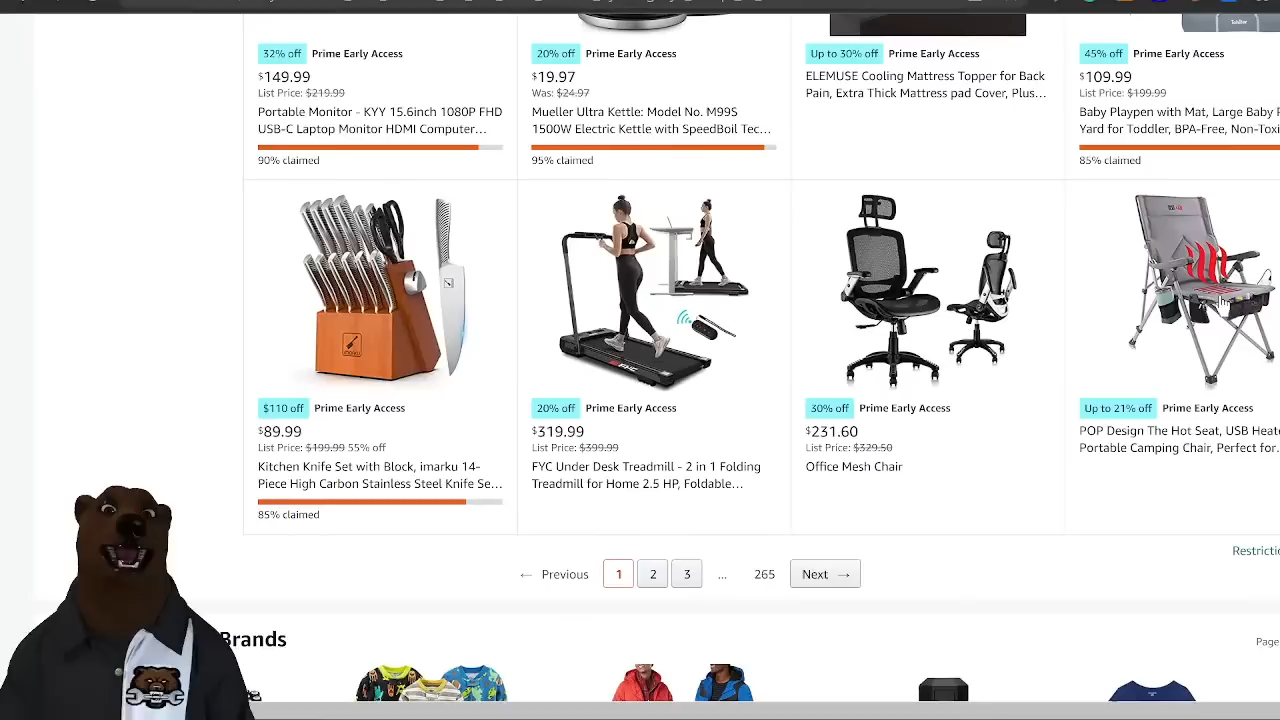 32% off Prime Early Access
$149.99
List Price: $219.99
Portable Monitor - KYY 15.6inch 1080P FHD
USB-C Laptop Monitor HDMI Computer…
90% claimed
20% off Prime Early Access
$19.97
Was: $24.97
Mueller Ultra Kettle: Model No. M99S
1500W Electric Kettle with SpeedBoil Tec…
95% claimed
Up to 30% off Prime Early Access
ELEMUSE Cooling Mattress Topper for Back
Pain, Extra Thick Mattress pad Cover, Plus…
45% off Prime Early Access
$109.99
List Price: $199.99
Baby Playpen with Mat, Large Baby
Yard for Toddler, BPA-Free, Non-Tox
85% claimed
imarku
$110 off Prime Early Access
$89.99
List Price: $199.99 55% off
Kitchen Knife Set with Block, imarku 14-
Piece High Carbon Stainless Steel Knife Se…
85% claimed
20% off Prime Early Access
$319.99
List Price: $399.99
FYC Under Desk Treadmill - 2 in 1 Folding
Treadmill for Home 2.5 HP, Foldable…
30% off Prime Early Access
$231.60
List Price: $329.50
Office Mesh Chair
Up to 21% off Prime Early Access
POP Design The Hot Seat, USB Heate
Portable Camping Chair, Perfect for
Restrictio
← Previous 1 2 3 ... 265 Next →
Brands
Page